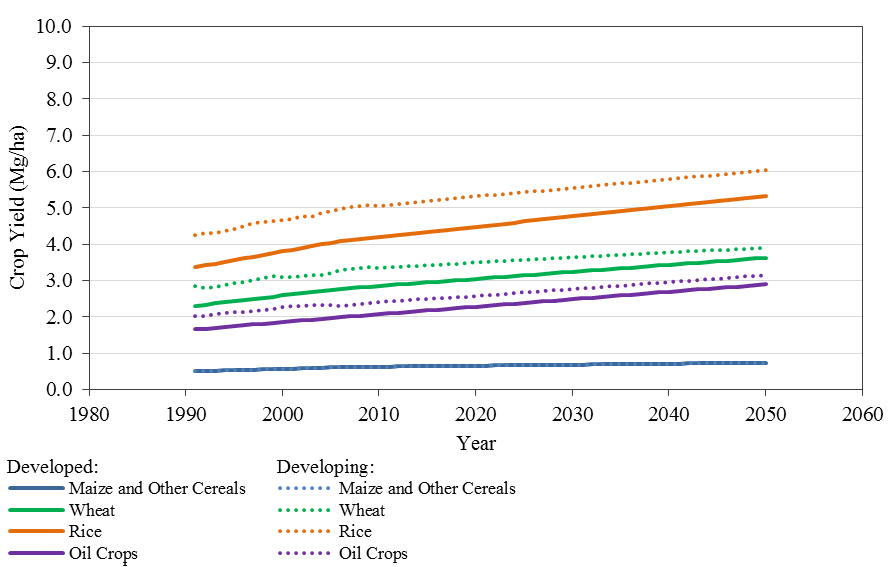 10.0
9.0
8.0
7.0
6.0
5.0
4.0
3.0
2.0
1.0
0.0
Crop Yield (Mg/ha)
1980 1990 2000 2010 2020 2030 2040 2050 2060
Year
Developed: Developing:
Maize and Other Cereals Maize and Other Cereals
Wheat Wheat
Rice Rice
Oil Crops Oil Crops